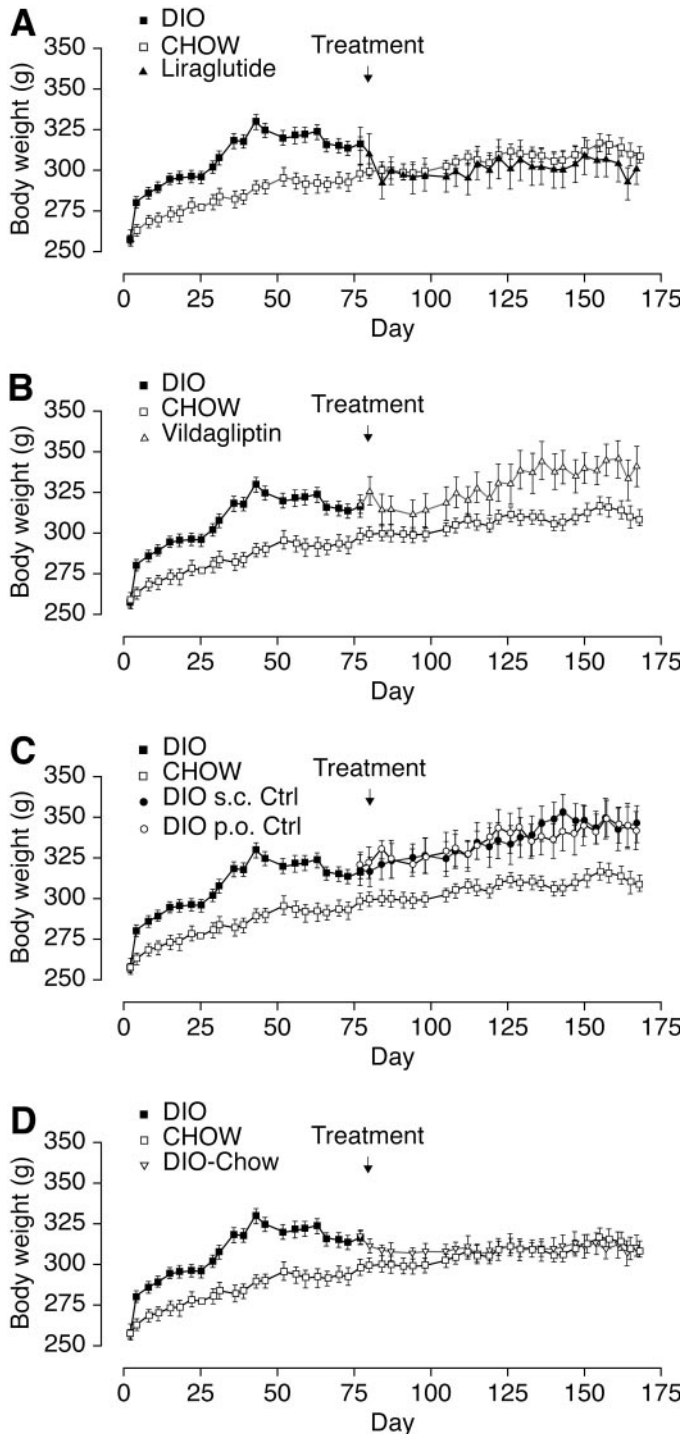 A
DIO
CHOW
Liraglutide
Treatment
Body weight (g)
350
350
325
300
275
250
0 25 50 75 100 125 150 175
Day
B
DIO
CHOW
Vildagliptin
Treatment
Body weight (g)
350
350
325
300
275
250
0 25 50 75 100 125 150 175
Day
C
DIO
CHOW
DIO s.c. Ctrl
DIO p.o. Ctrl
Treatment
Body weight (g)
350
350
325
300
275
250
0 25 50 75 100 125 150 175
Day
D
DIO
CHOW
DIO-Chow
Treatment
Body weight (g)
350
350
325
300
275
250
0 25 50 75 100 125 150 175
Day